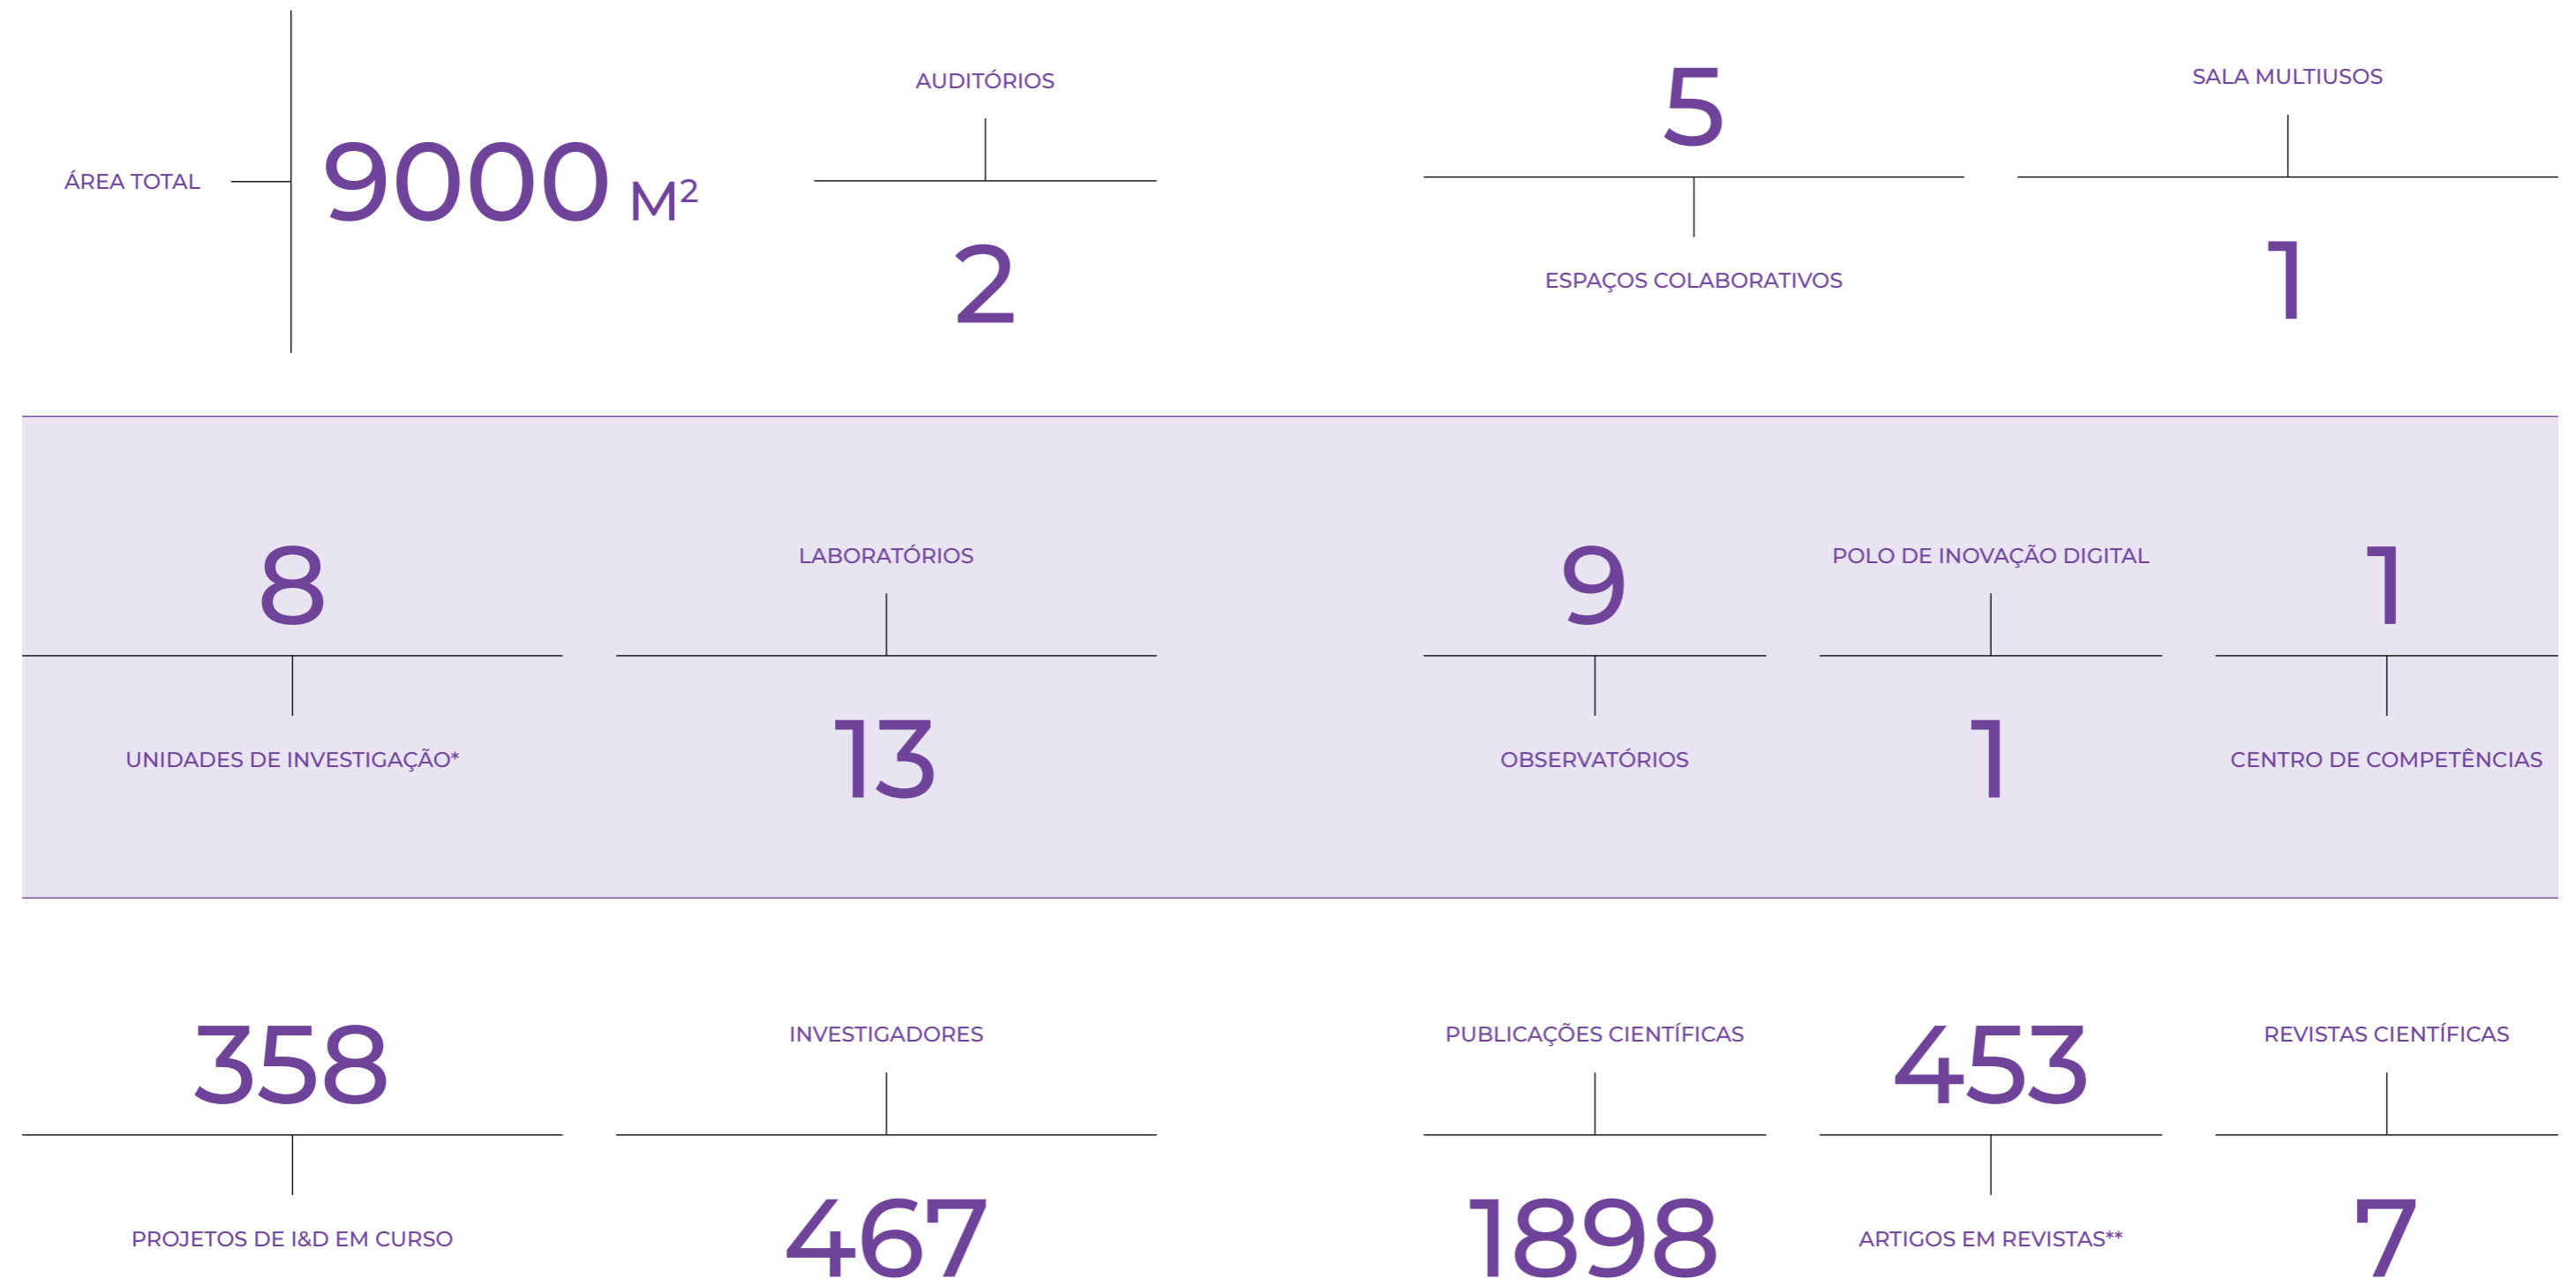 ÁREA TOTAL
9000 M²
AUDITÓRIOS
2
5
ESPAÇOS COLABORATIVOS
SALA MULTIUSOS
1
8
UNIDADES DE INVESTIGAÇÃO*
LABORATÓRIOS
13
9
OBSERVATÓRIOS
POLO DE INOVAÇÃO DIGITAL
1
1
CENTRO DE COMPETÊNCIAS
358
PROJETOS DE I&D EM CURSO
INVESTIGADORES
467
PUBLICAÇÕES CIENTÍFICAS
1898
453
ARTIGOS EM REVISTAS**
REVISTAS CIENTÍFICAS
7